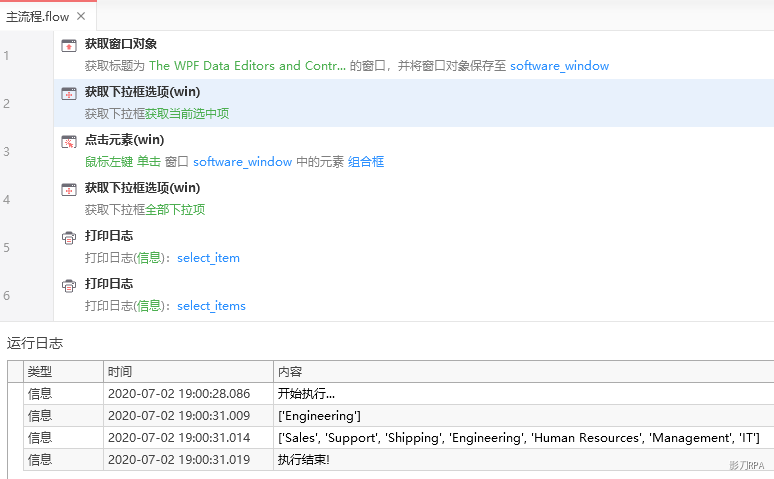 主流程.flow ×
1
获取窗口对象
获取标题为 The WPF Data Editors and Contr... 的窗口，并将窗口对象保存至 software_window
2
获取下拉框选项(win)
获取下拉框获取当前选中项
3
点击元素(win)
鼠标左键 单击 窗口 software_window 中的元素 组合框
4
获取下拉框选项(win)
获取下拉框全部下拉项
5
打印日志
打印日志(信息)：select_item
6
打印日志
打印日志(信息)：select_items
运行日志
类型 时间 内容
信息 2020-07-02 19:00:28.086 开始执行...
信息 2020-07-02 19:00:31.009 ['Engineering']
信息 2020-07-02 19:00:31.014 ['Sales', 'Support', 'Shipping', 'Engineering', 'Human Resources', 'Management', 'IT']
信息 2020-07-02 19:00:31.019 执行结束!
影刀RPA